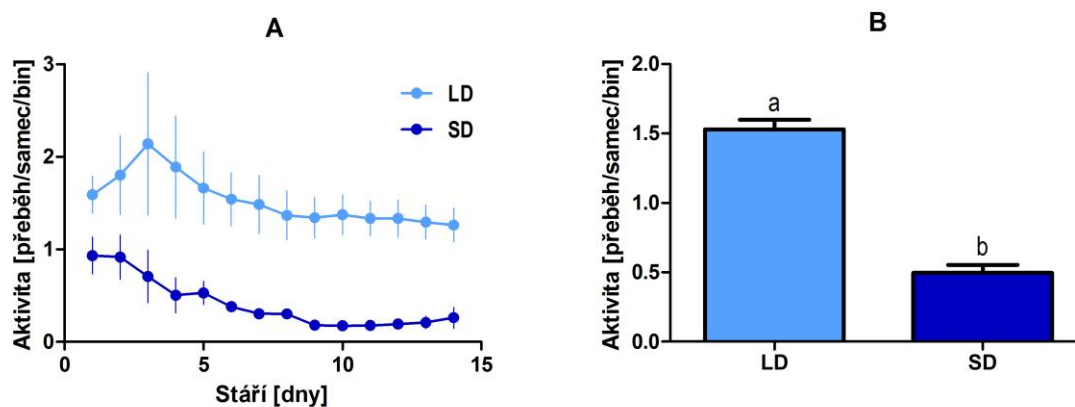 A
Aktivita [přeběh/samec/bin]
3
2
1
0
0
5
10
15
Stáří [dny]
LD
SD
B
Aktivita [přeběh/samec/bin]
2.0
1.5
1.0
0.5
0.0
a
b
LD
SD